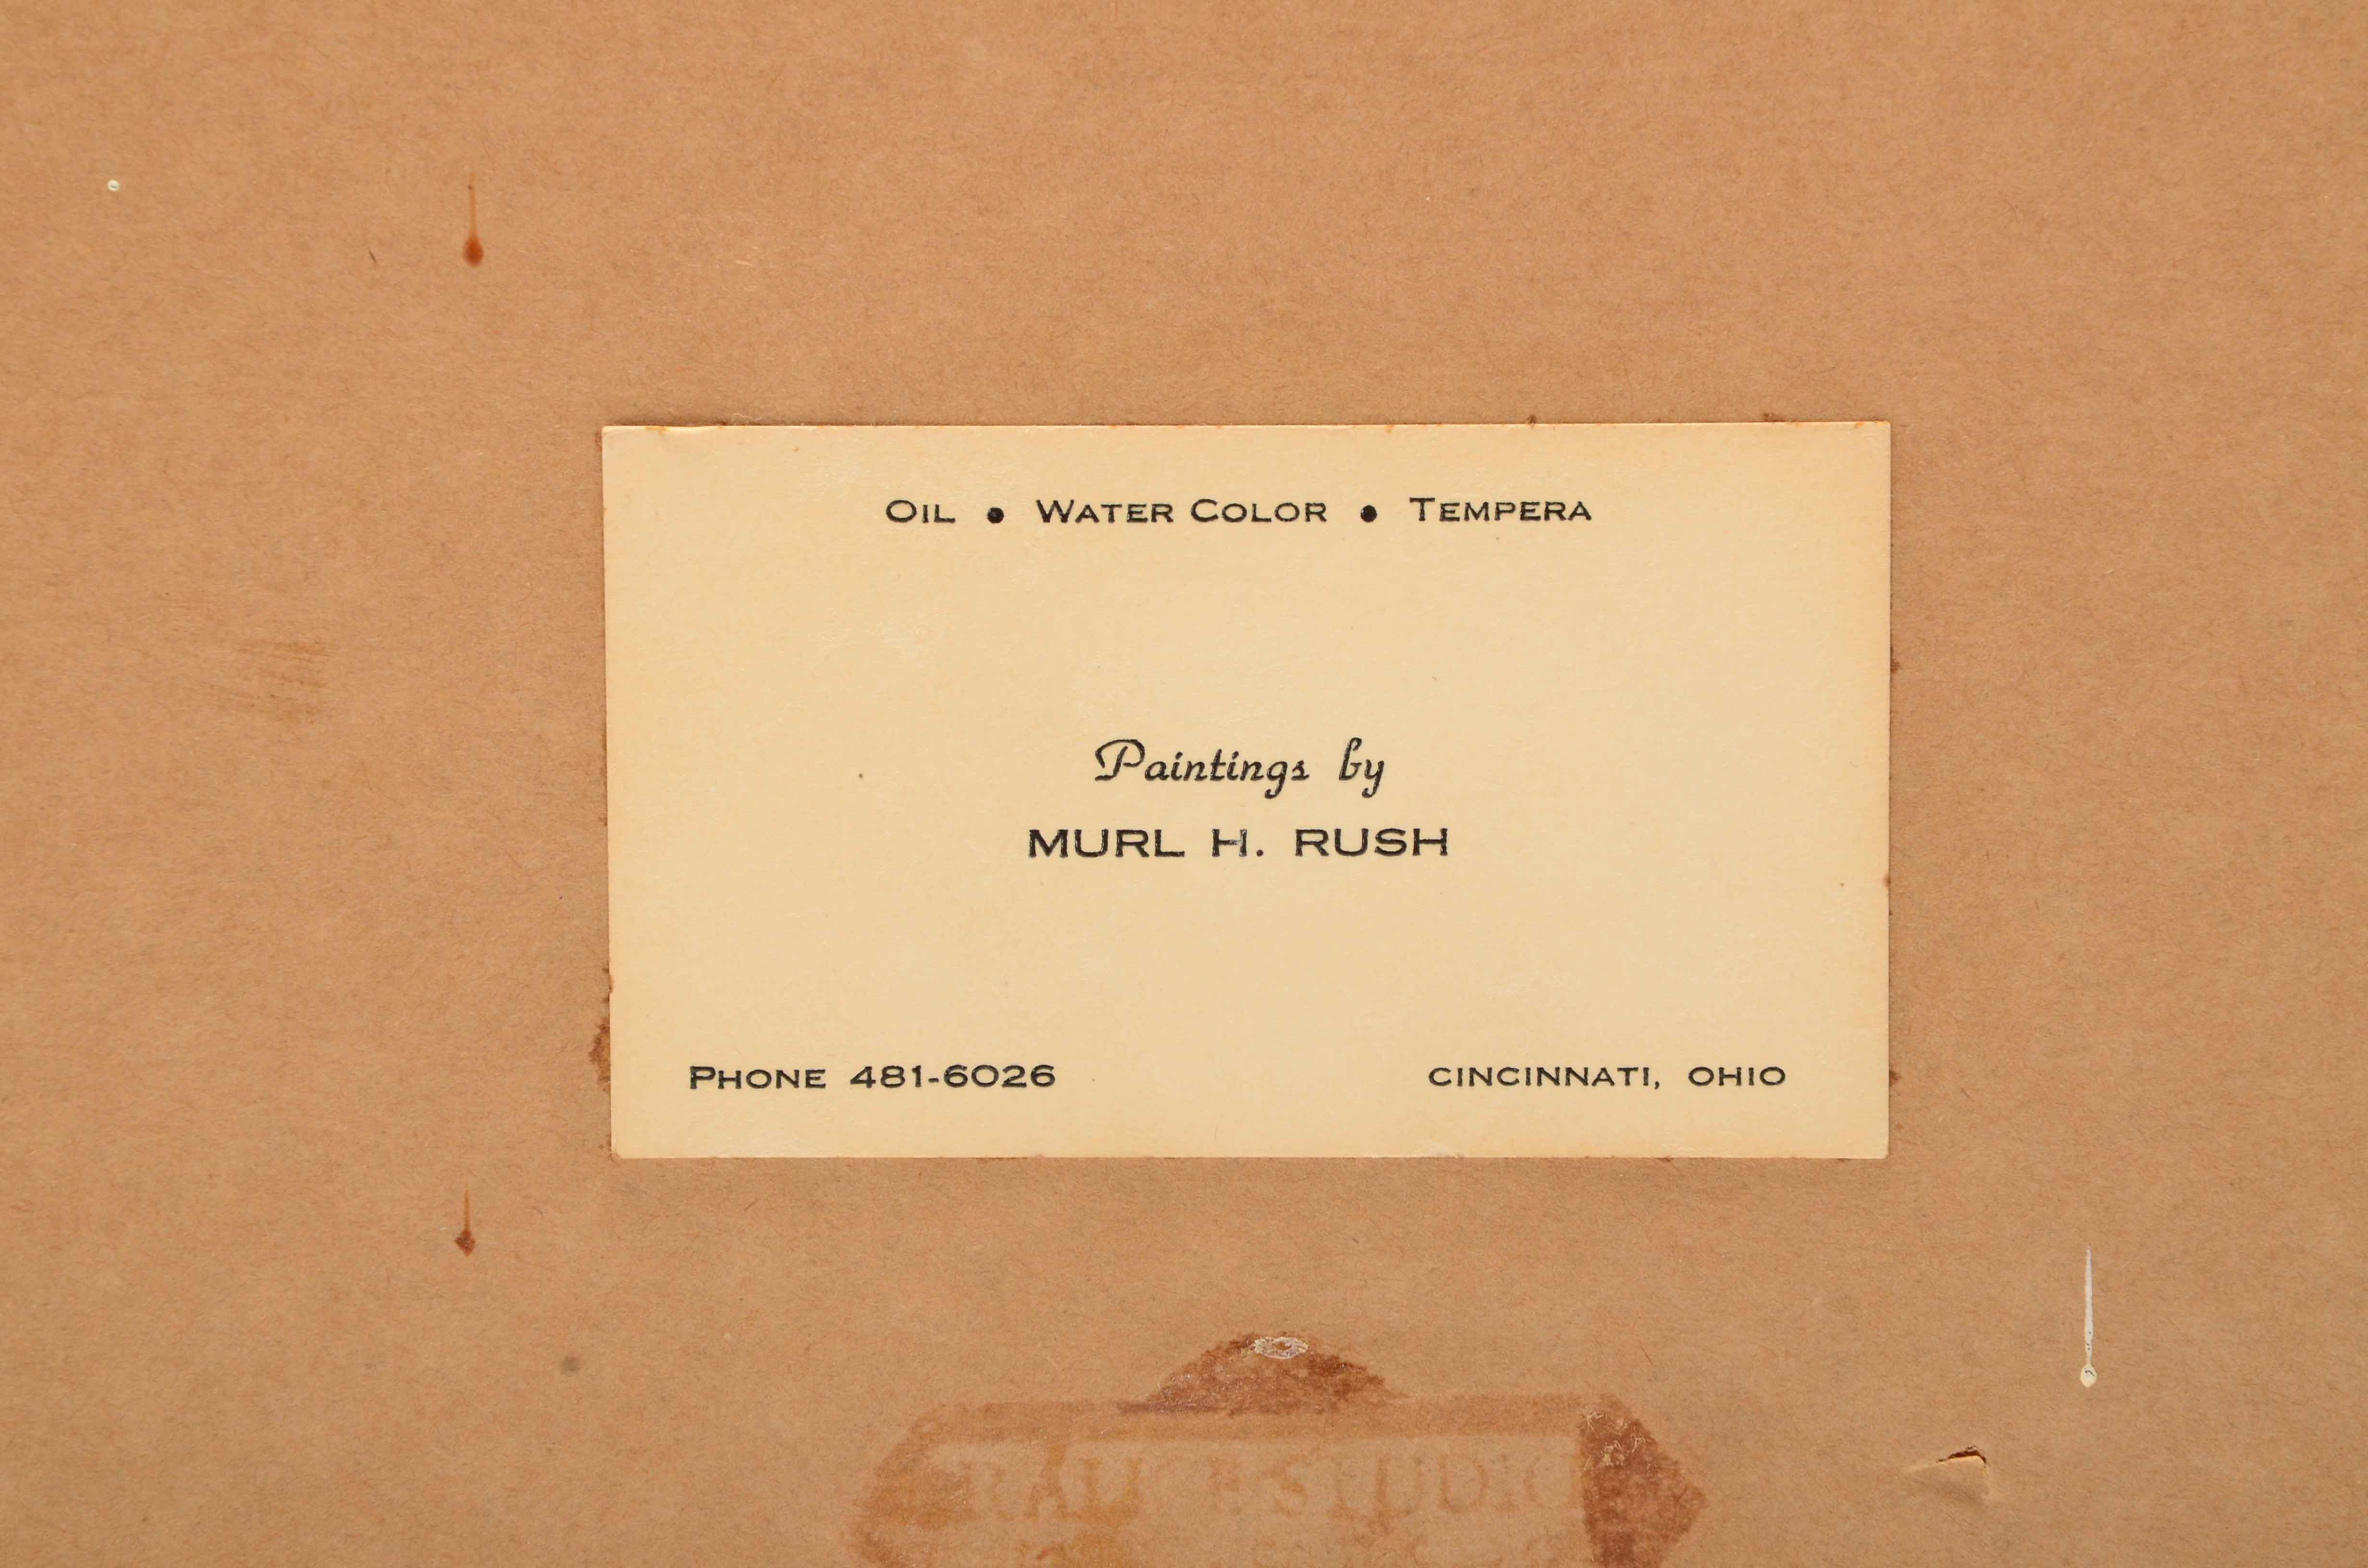 Oil • Water Color • Tempera
Paintings by
MURL H. RUSH
Phone 481-6026
CINCINNATI, OHIO